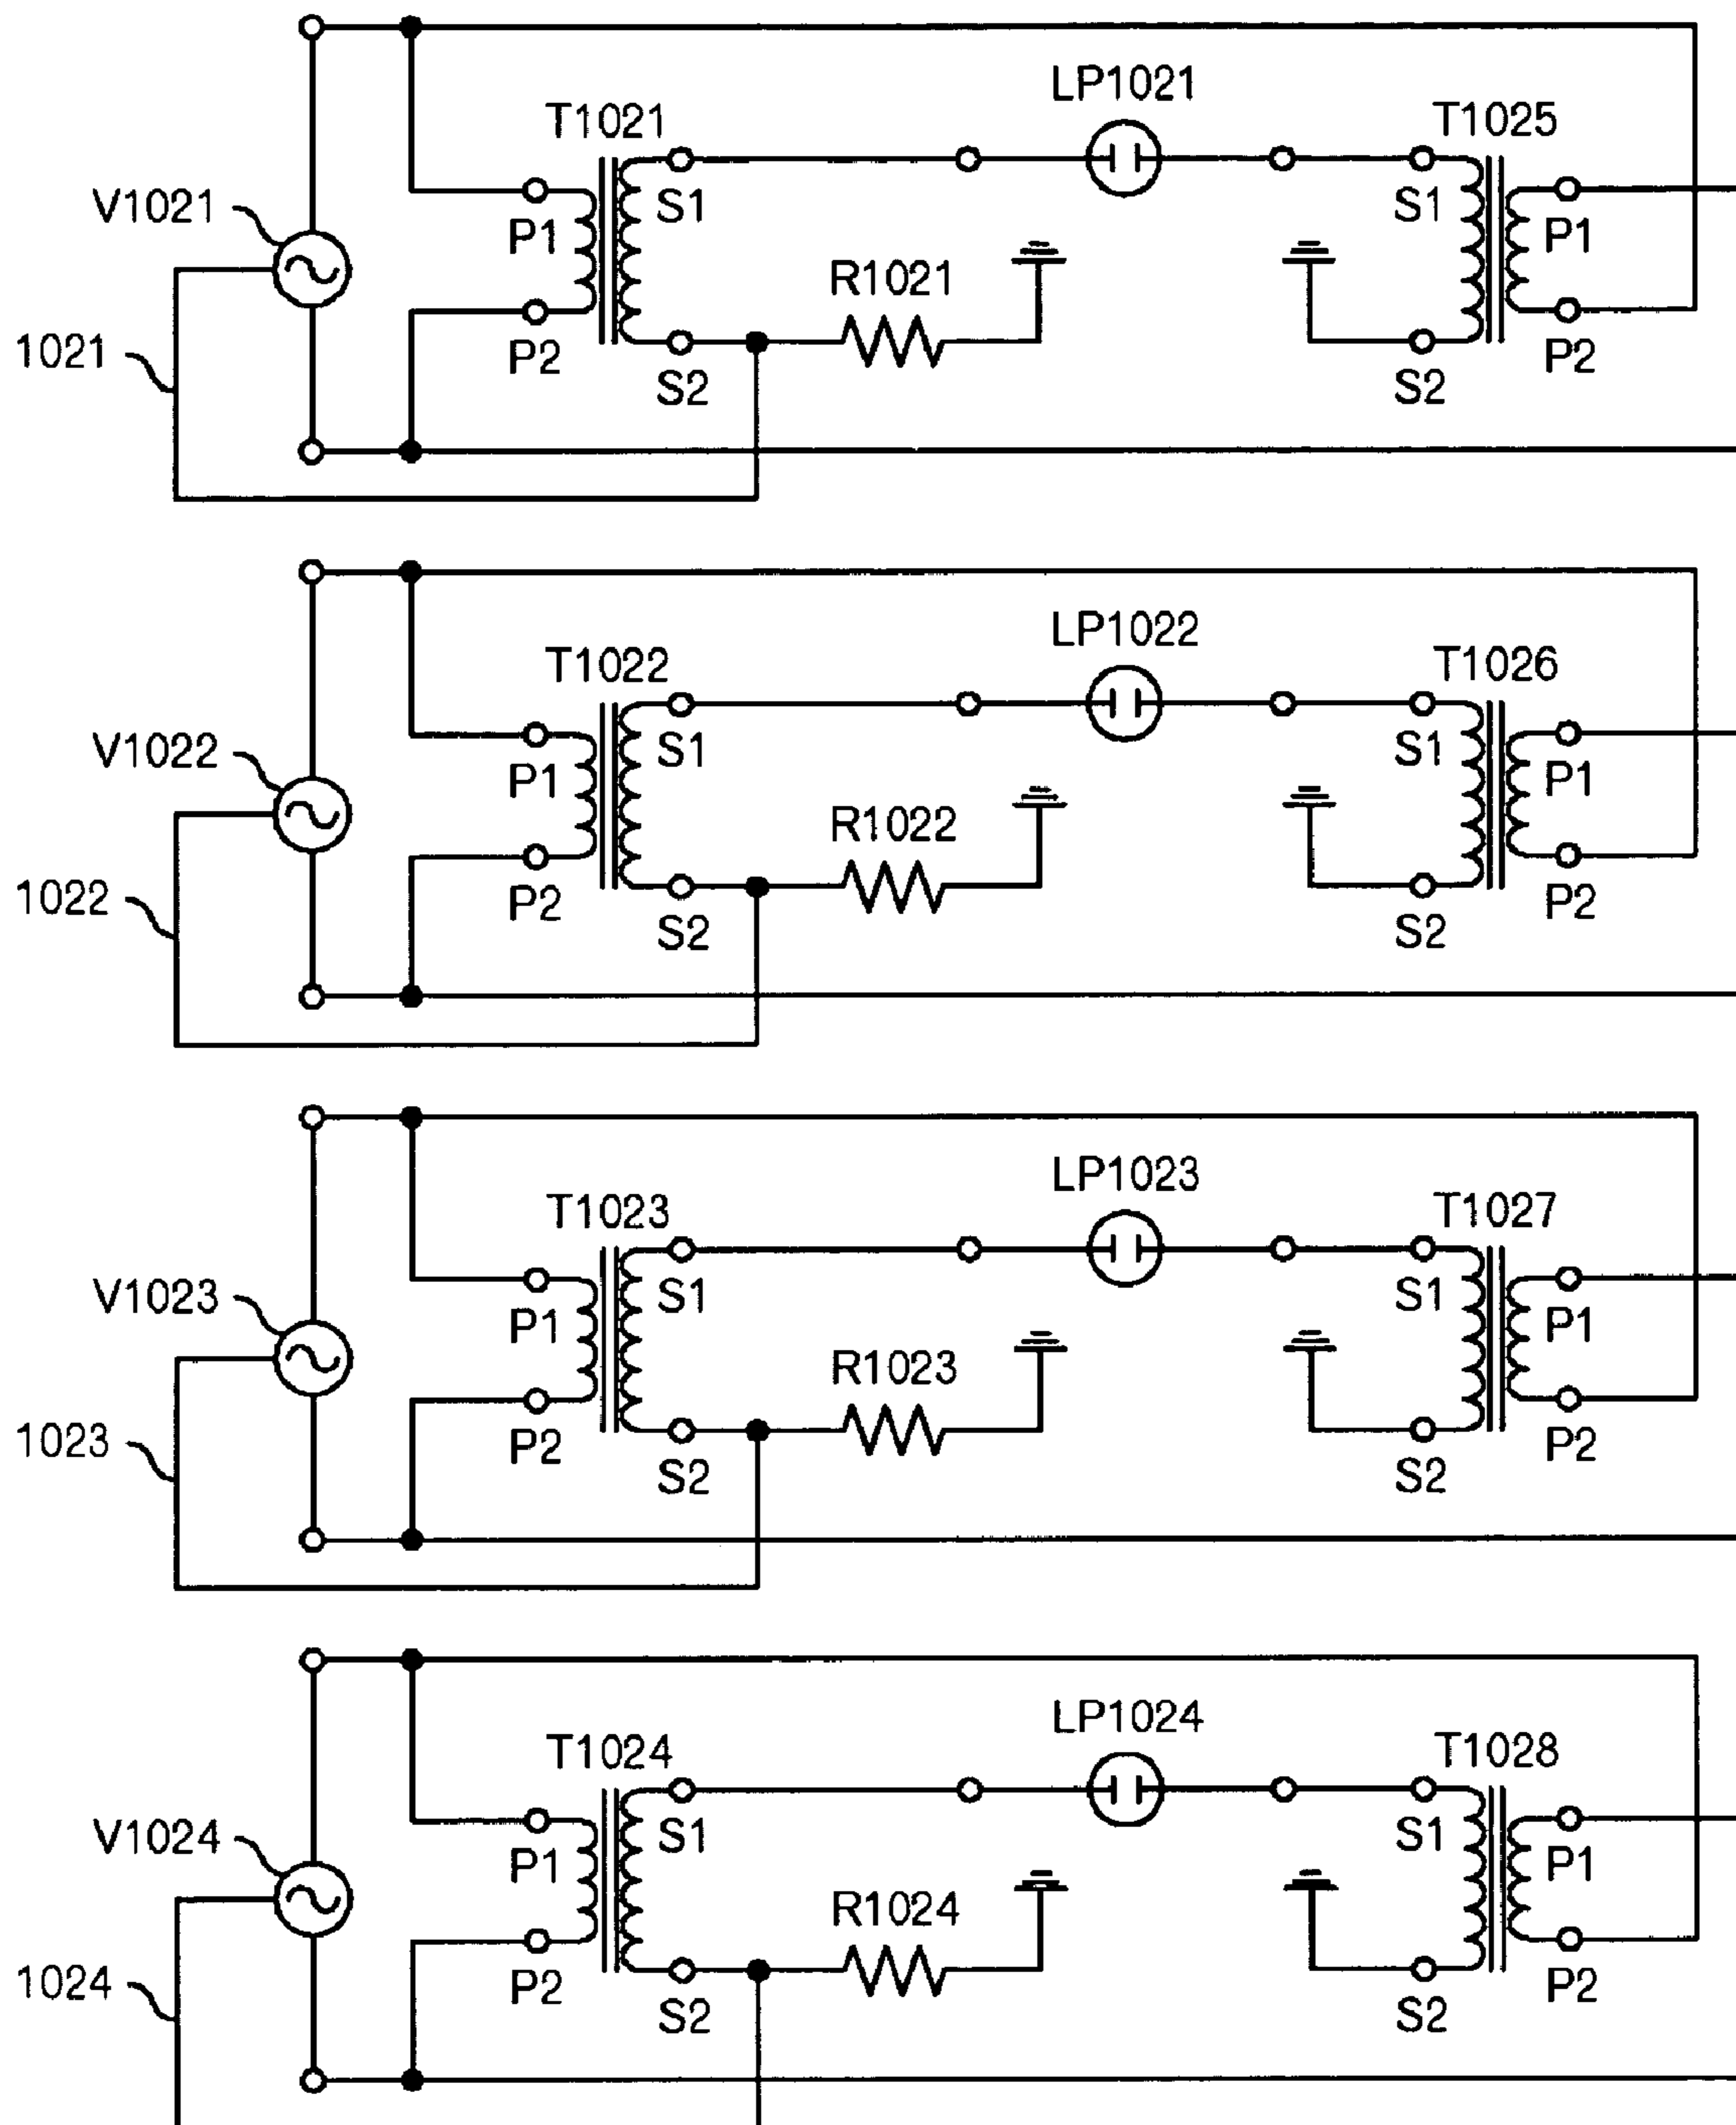 LP1021
T1021
T1025
V1021
S1
S1
P1
P1
R1021
1021
P2
P2
S2
S2
LP1022
T1022
T1026
V1022
S1
S1
P1
P1
R1022
1022
P2
P2
S2
S2
LP1023
T1023
T1027
V1023
S1
S1
P1
P1
R1023
1023
P2
P2
S2
S2
LP1024
T1024
T1028
V1024
S1
S1
P1
P1
R1024
1024
P2
P2
S2
S2